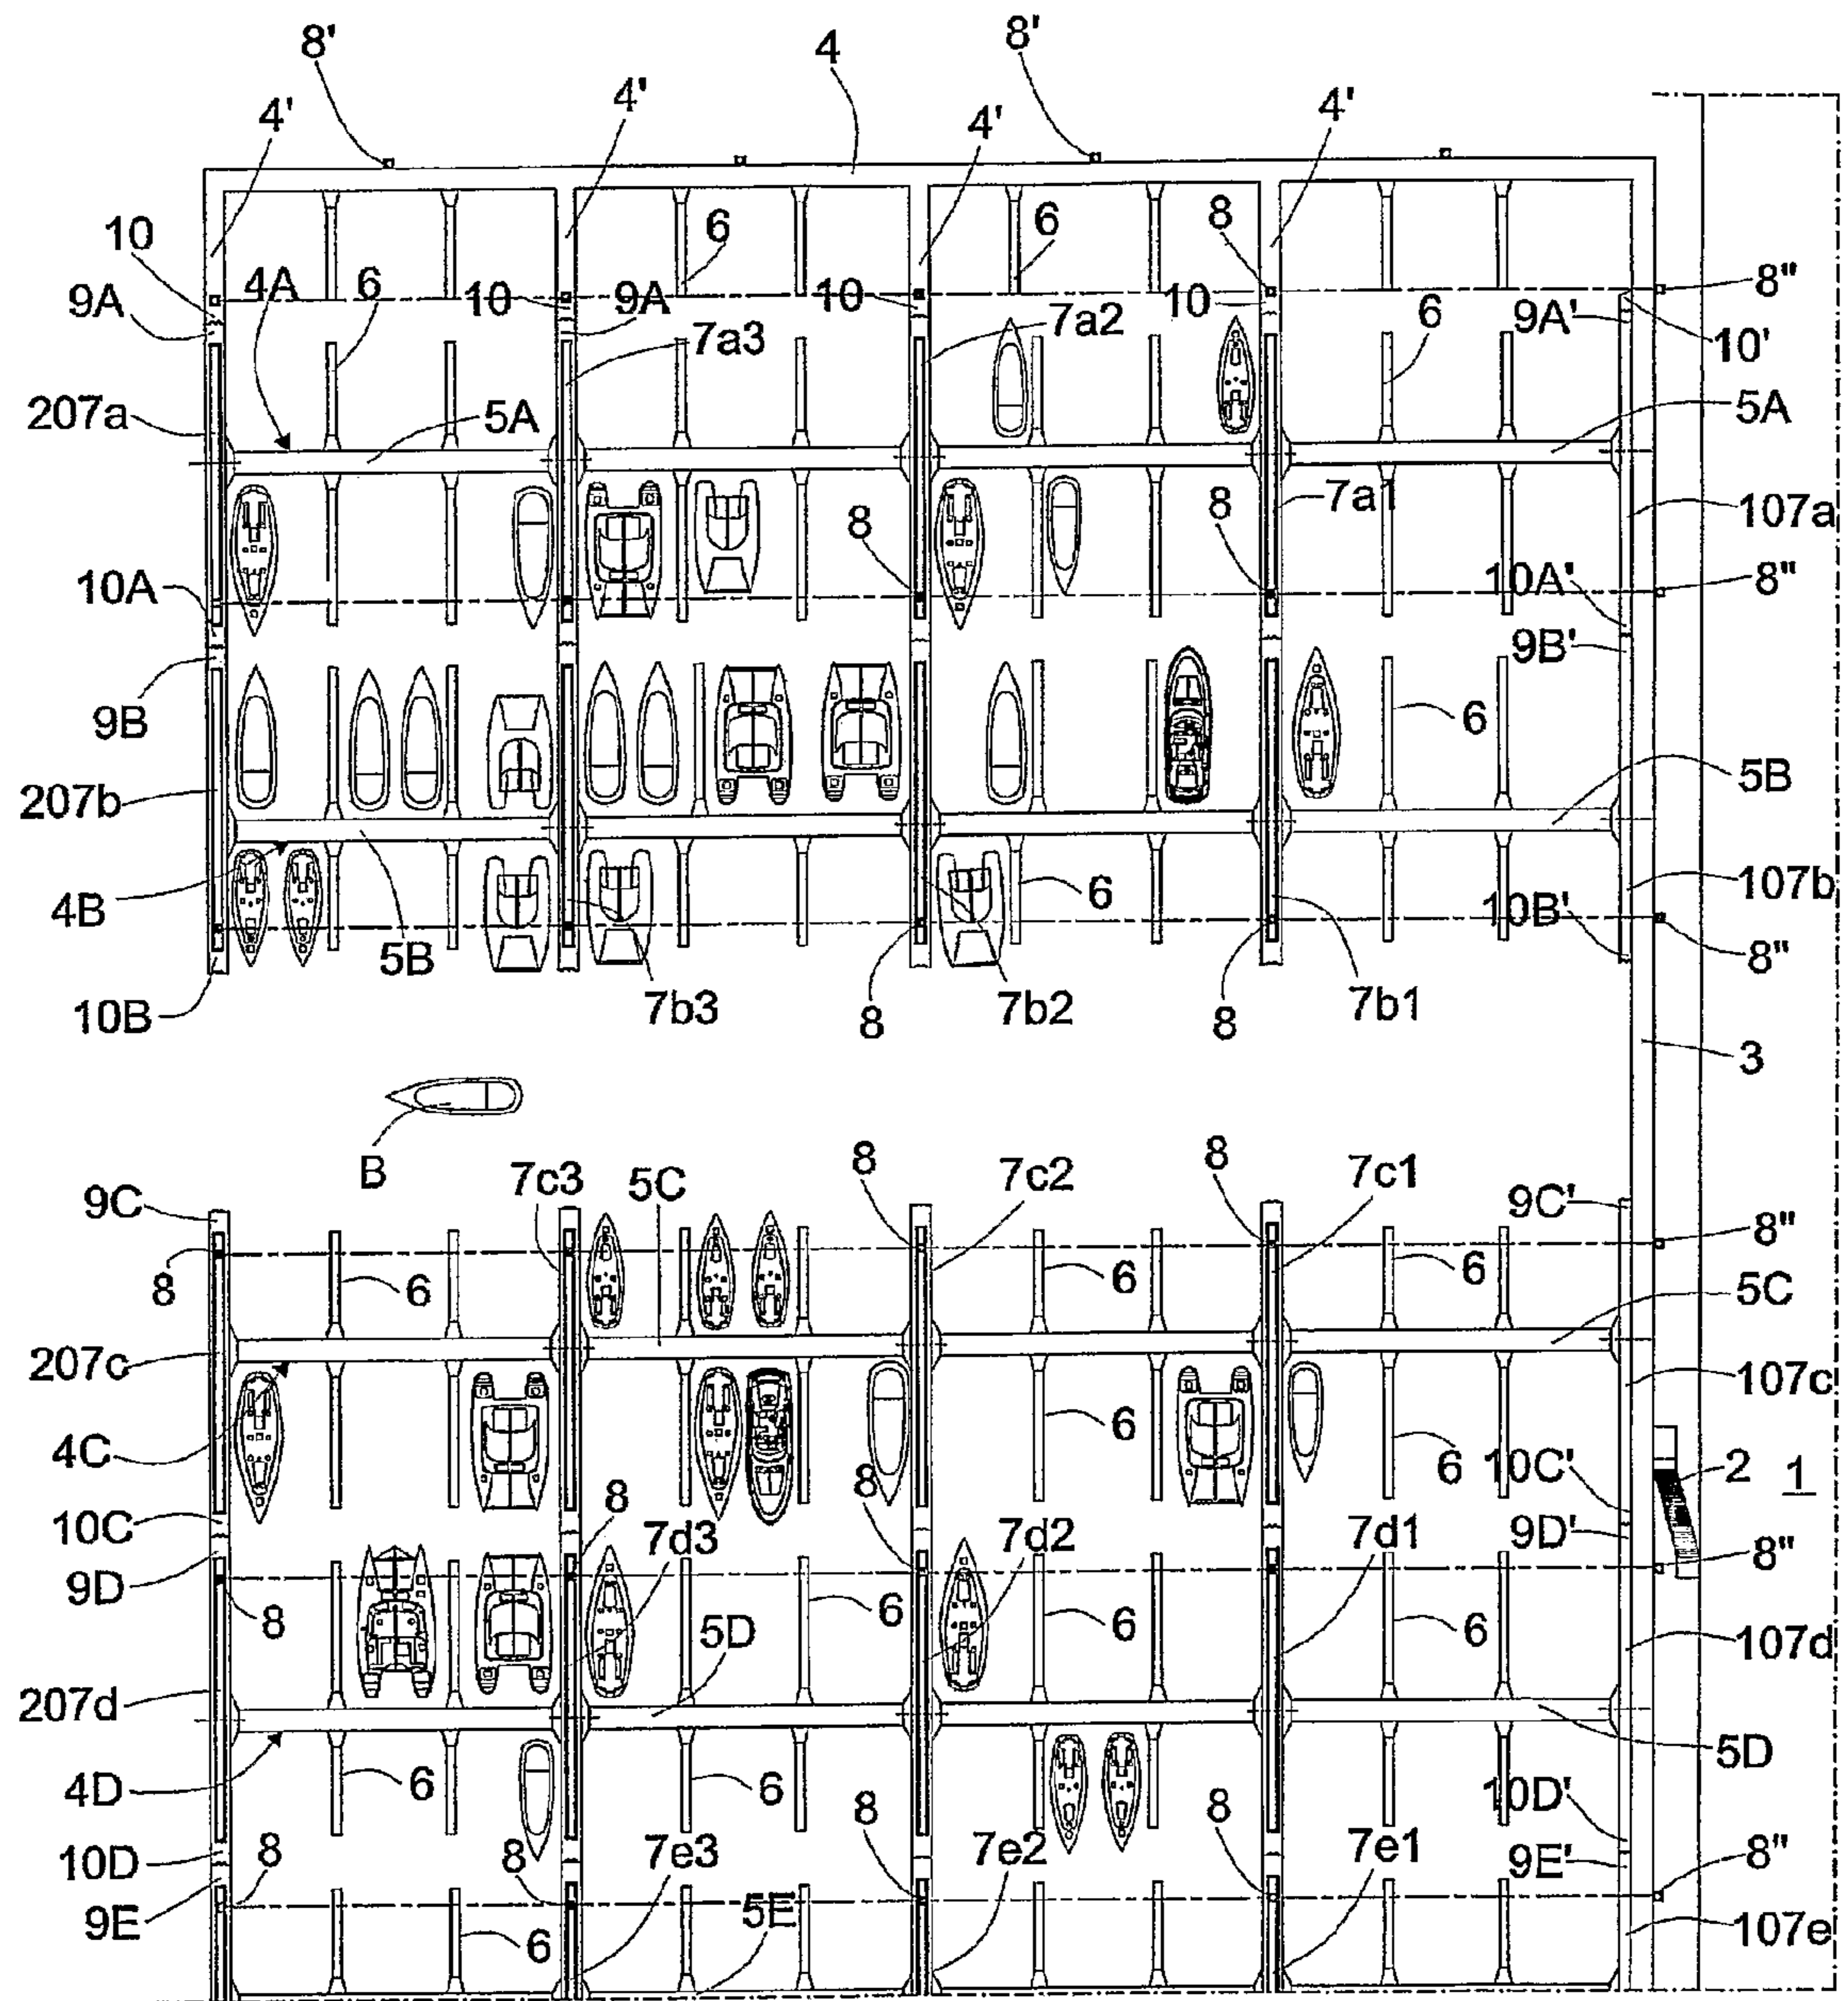 8' 4 8'
4' 4' 4' 4'
10 6 6 8 8"
9A 4A 6 10 9A 10 10 6 9A'
7a3 7a2 10'
207a 5A 5A
7a1
8 8 107a
10A 10A' 8"
9B 9B'
6
207b 5B
4B 6 107b
5B 10B' 8"
10B 7b3 8 7b2 8 7b1
3
B
9C 7c3 5C 8 7c2 8 7c1 9C'
8"
8 6 6 6
5C
207c 107c
4C 6 6
8 8 10C' 2 1
10C 7d3 7d2 7d1 9D'
9D 8"
8 6 6 6
5D 107d
207d
5D
4D 6 6
8 8 10D'
10D 8 8 7e3 7e2 7e1 9E' 8"
9E 5E
6 107e